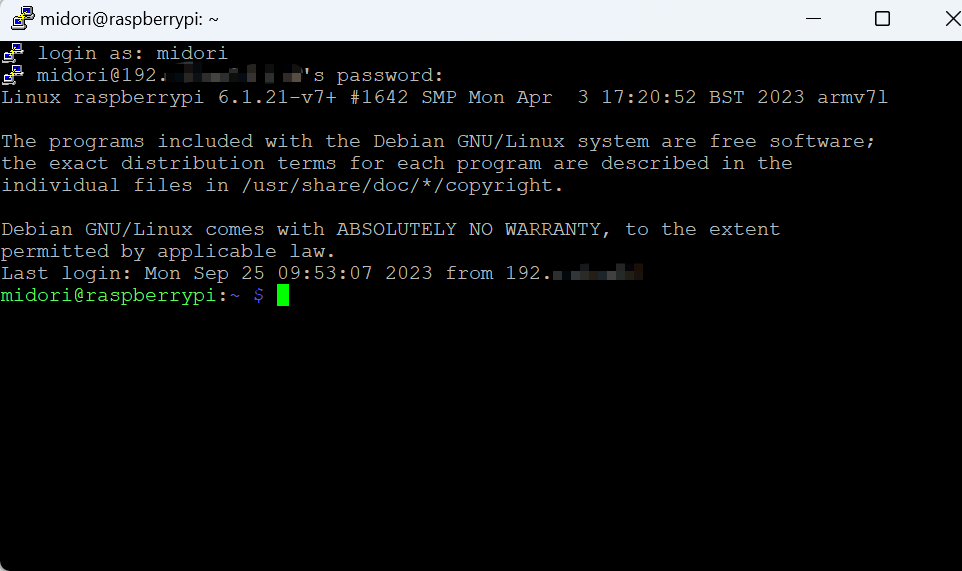 midori@raspberrypi: ~
login as: midori
midori@192.'s password:
Linux raspberrypi 6.1.21-v7+ #1642 SMP Mon Apr  3 17:20:52 BST 2023 armv7l
The programs included with the Debian GNU/Linux system are free software;
the exact distribution terms for each program are described in the
individual files in /usr/share/doc/*/copyright.
Debian GNU/Linux comes with ABSOLUTELY NO WARRANTY, to the extent
permitted by applicable law.
Last login: Mon Sep 25 09:53:07 2023 from 192.
midori@raspberrypi:~ $